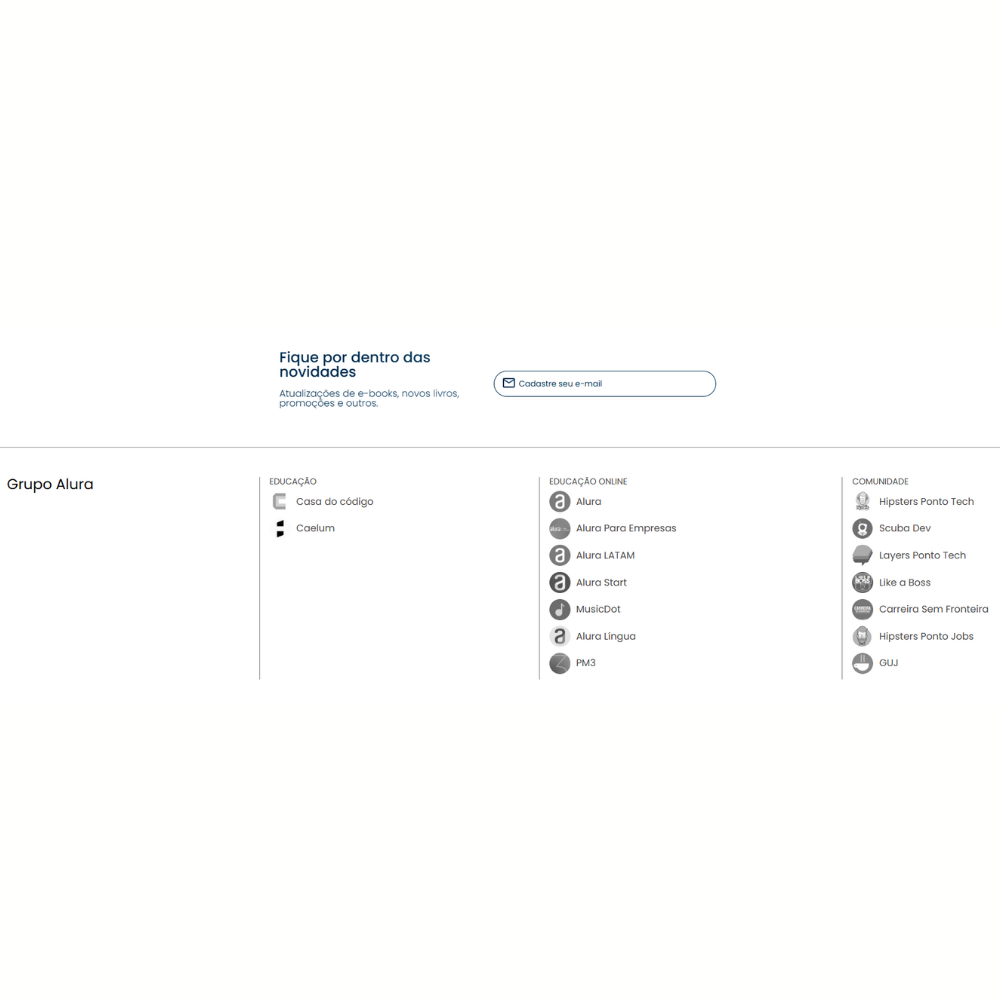 Fique por dentro das
novidades
Atualizações de e-books, novos livros,
promoções e outros.
Cadastre seu e-mail
Grupo Alura
EDUCAÇÃO
Casa do código
Caelum
EDUCAÇÃO ONLINE
Alura
Alura Para Empresas
Alura LATAM
Alura Start
MusicDot
Alura Língua
PM3
COMUNIDADE
Hipsters Ponto Tech
Scuba Dev
Layers Ponto Tech
Like a Boss
Carreira Sem Fronteira
Hipsters Ponto Jobs
GUJ